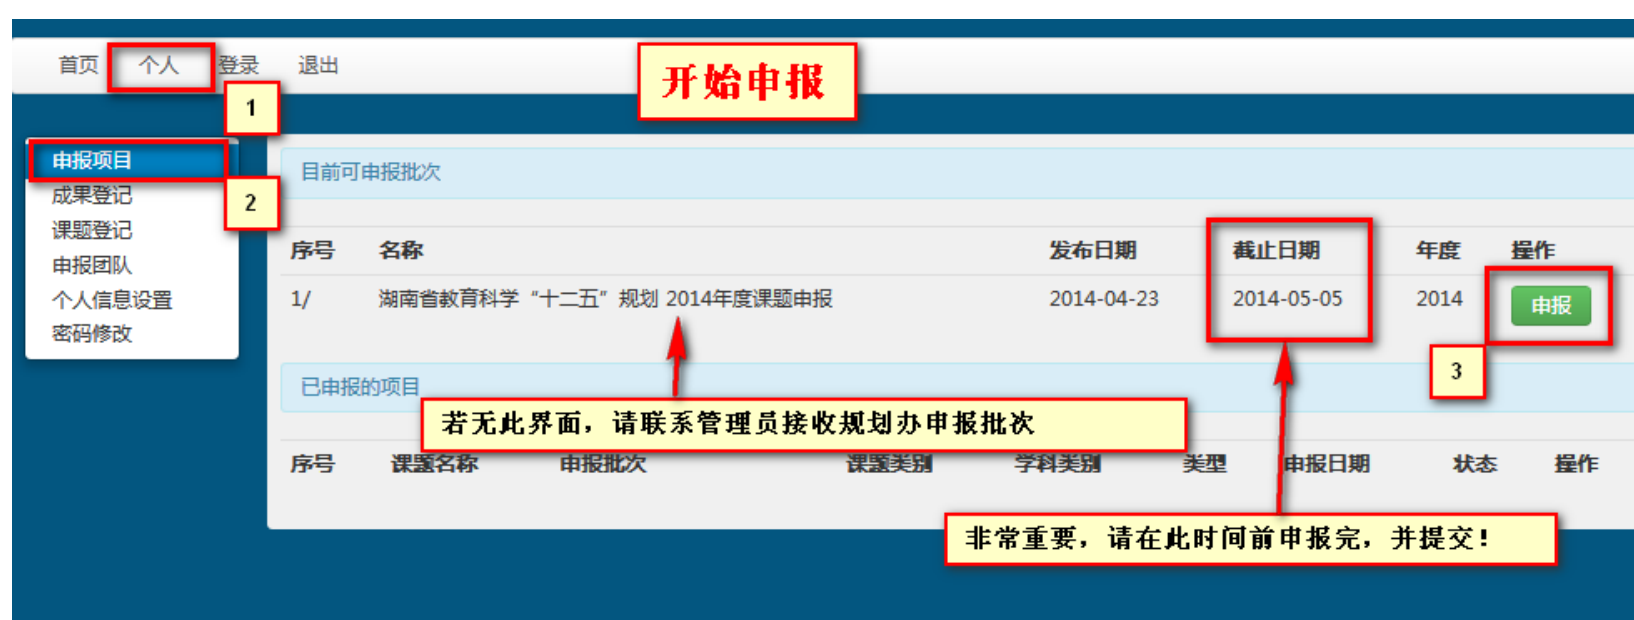 首页 个人 登录 退出
开始申报
1
申报项目
成果登记
课题登记
申报团队
个人信息设置
密码修改
2
目前可申报批次
序号 名称 发布日期 截止日期 年度 操作
1/ 湖南省教育科学“十二五”规划 2014年度课题申报 2014-04-23 2014-05-05 2014 申报
3
已申报的项目
若无此界面，请联系管理员接收规划办申报批次
序号 课题名称 申报批次 课题类别 学科类别 类型 申报日期 状态 操作
非常重要，请在此时间前申报完，并提交！